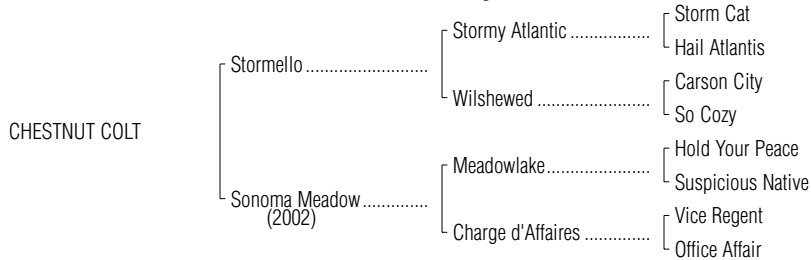 Storm Cat
Stormy Atlantic ..................
Hail Atlantis
Stormello ..........................
Carson City
Wilshewed .........................
So Cozy
CHESTNUT COLT
Hold Your Peace
Meadowlake.......................
Suspicious Native
Sonoma Meadow ..............
(2002)
Vice Regent
Charge d'Affaires ..............
Office Affair